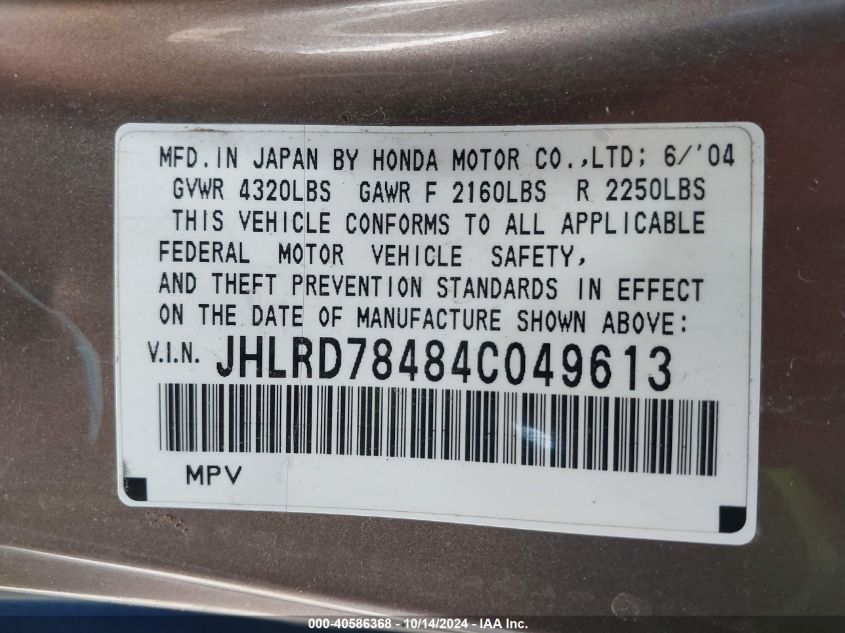 MFD. IN JAPAN BY HONDA MOTOR CO.,LTD; 6/'04
GVWR 4320LBS GAWR F 2160LBS R 2250LBS
THIS VEHICLE CONFORMS TO ALL APPLICABLE
FEDERAL MOTOR VEHICLE SAFETY,
AND THEFT PREVENTION STANDARDS IN EFFECT
ON THE DATE OF MANUFACTURE SHOWN ABOVE:
V.I.N. JHLRD78484C049613
MPV
000-40586368 - 10/14/2024 - IAA Inc.